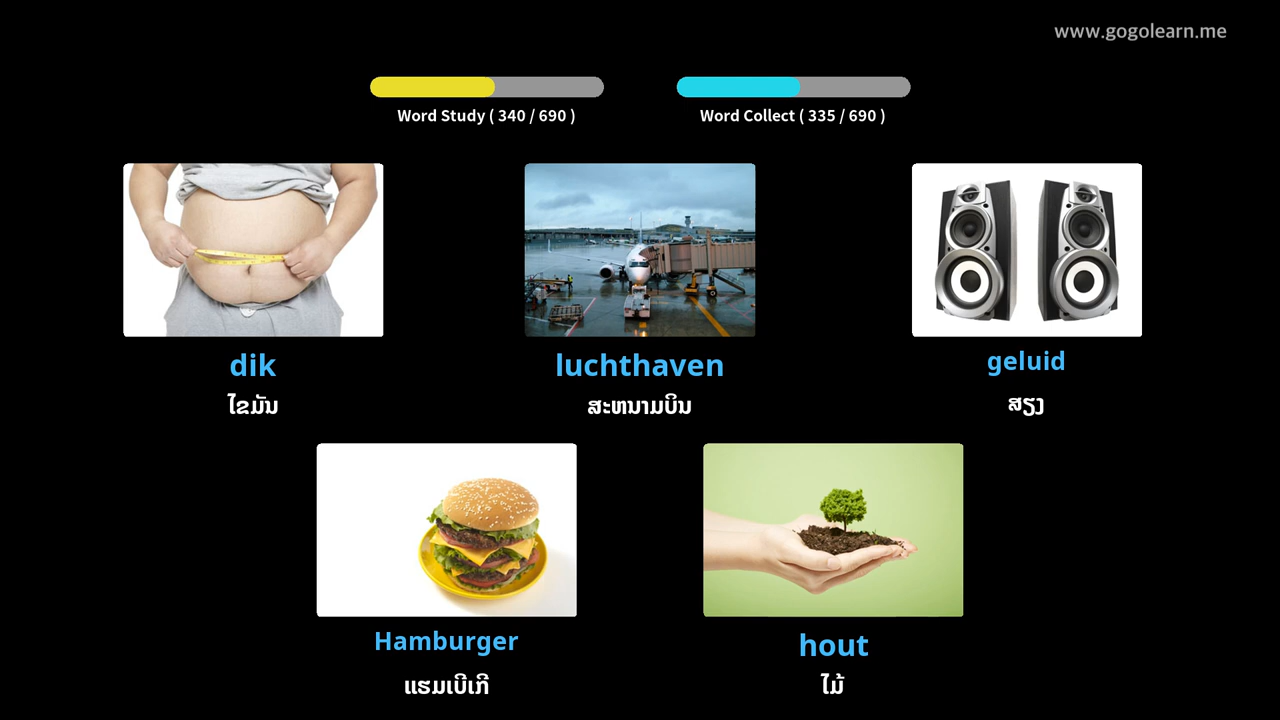 www.gogolearn.me
Word Study ( 340 / 690 )
Word Collect ( 335 / 690 )
dik
ໄຂມັນ
luchthaven
ສະຫນາມບິນ
geluid
ສຽງ
Hamburger
ແຮມເບີເກີ
hout
ໄມ້